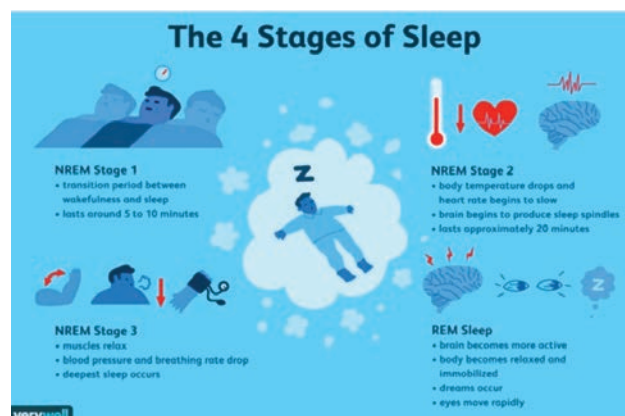 The 4 Stages of Sleep
Z
NREM Stage 1
• transition period between
wakefulness and sleep
• lasts around 5 to 10 minutes
NREM Stage 2
• body temperature drops and
heart rate begins to slow
• brain begins to produce sleep spindles
• lasts approximately 20 minutes
NREM Stage 3
• muscles relax
• blood pressure and breathing rate drop
• deepest sleep occurs
Z
REM Sleep
• brain becomes more active
• body becomes relaxed and
immobilized
• dreams occur
• eyes move rapidly
verywell